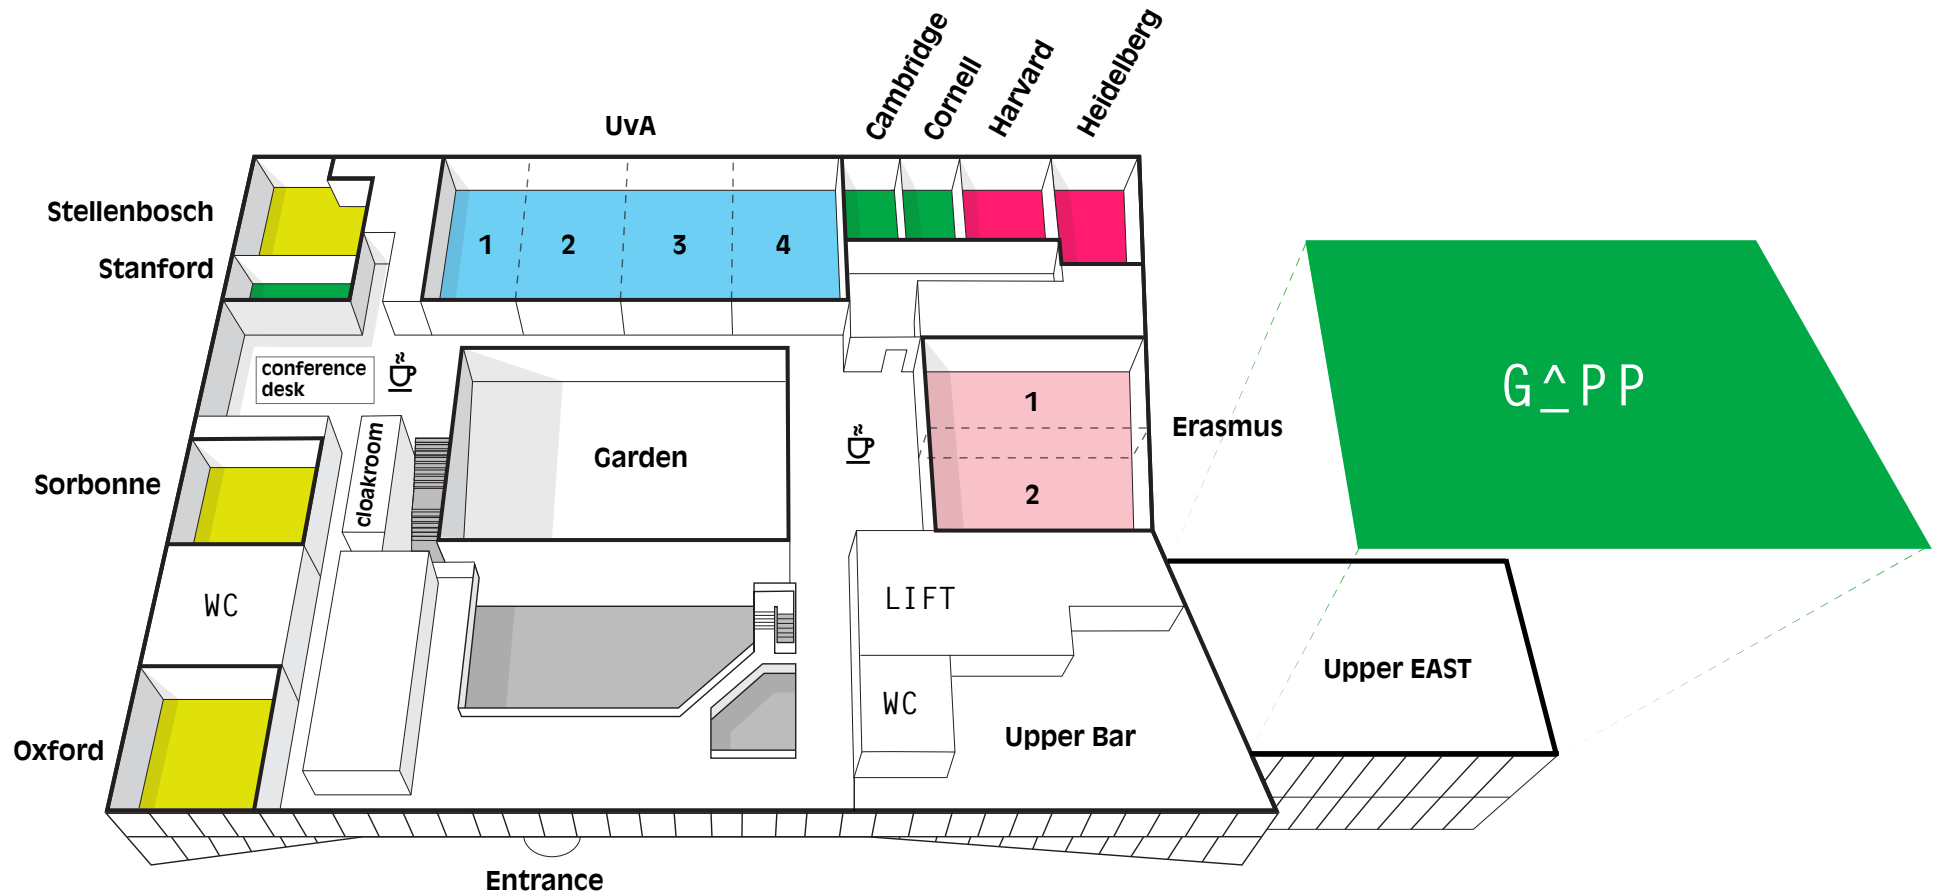 Cambridge
Cornell
Harvard
Heidelberg
UvA
Stellenbosch
Stanford
1 2 3 4
conference
desk
G^PP
1
Erasmus
cloakroom
Garden
Sorbonne
2
LIFT
WC
Upper EAST
WC
Upper Bar
Oxford
Entrance